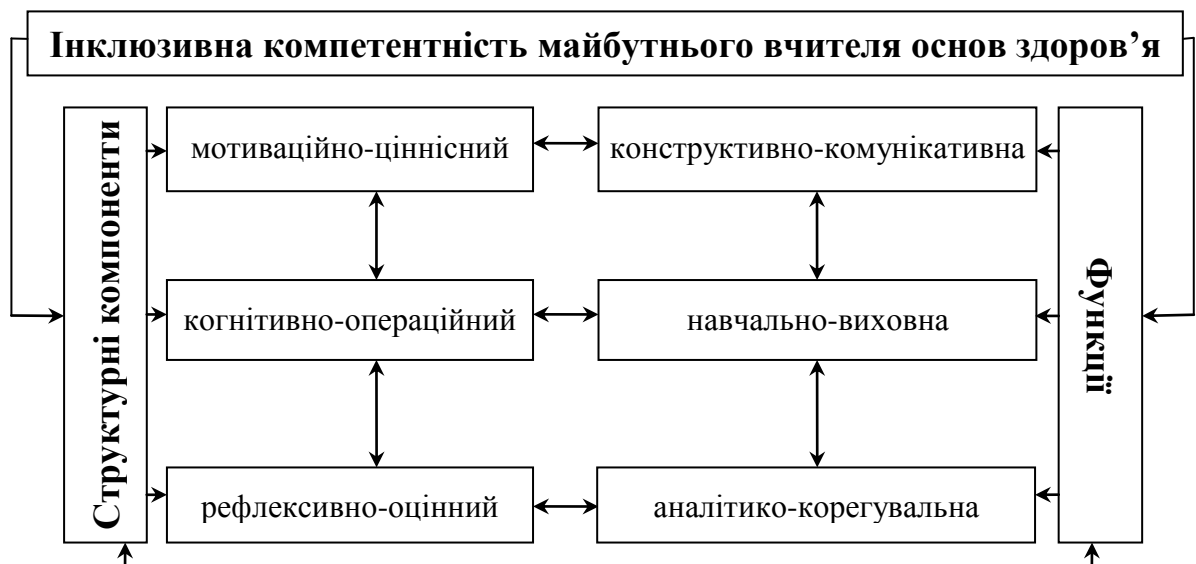 Інклюзивна компетентність майбутнього вчителя основ здоров’я
Структурні компоненти
мотиваційно-ціннісний
конструктивно-комунікативна
Функції
когнітивно-операційний
навчально-виховна
рефлексивно-оцінний
аналітико-корегувальна